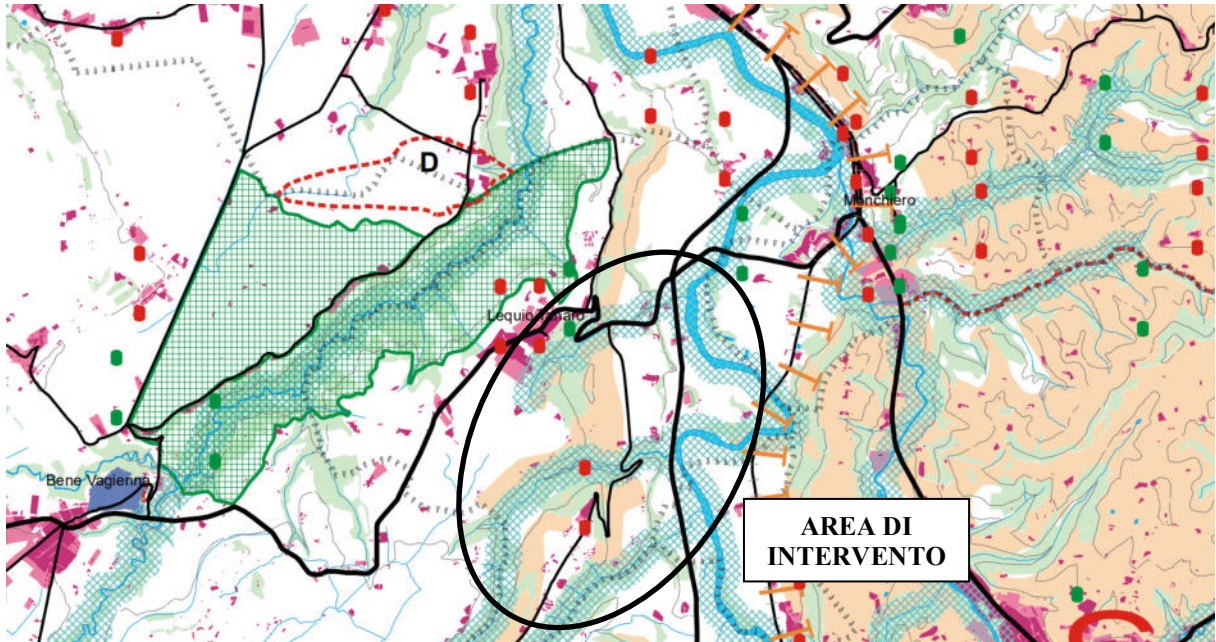 D
Monchiero
Lequio Tanaro
Bene Vagienna
AREA DI
INTERVENTO